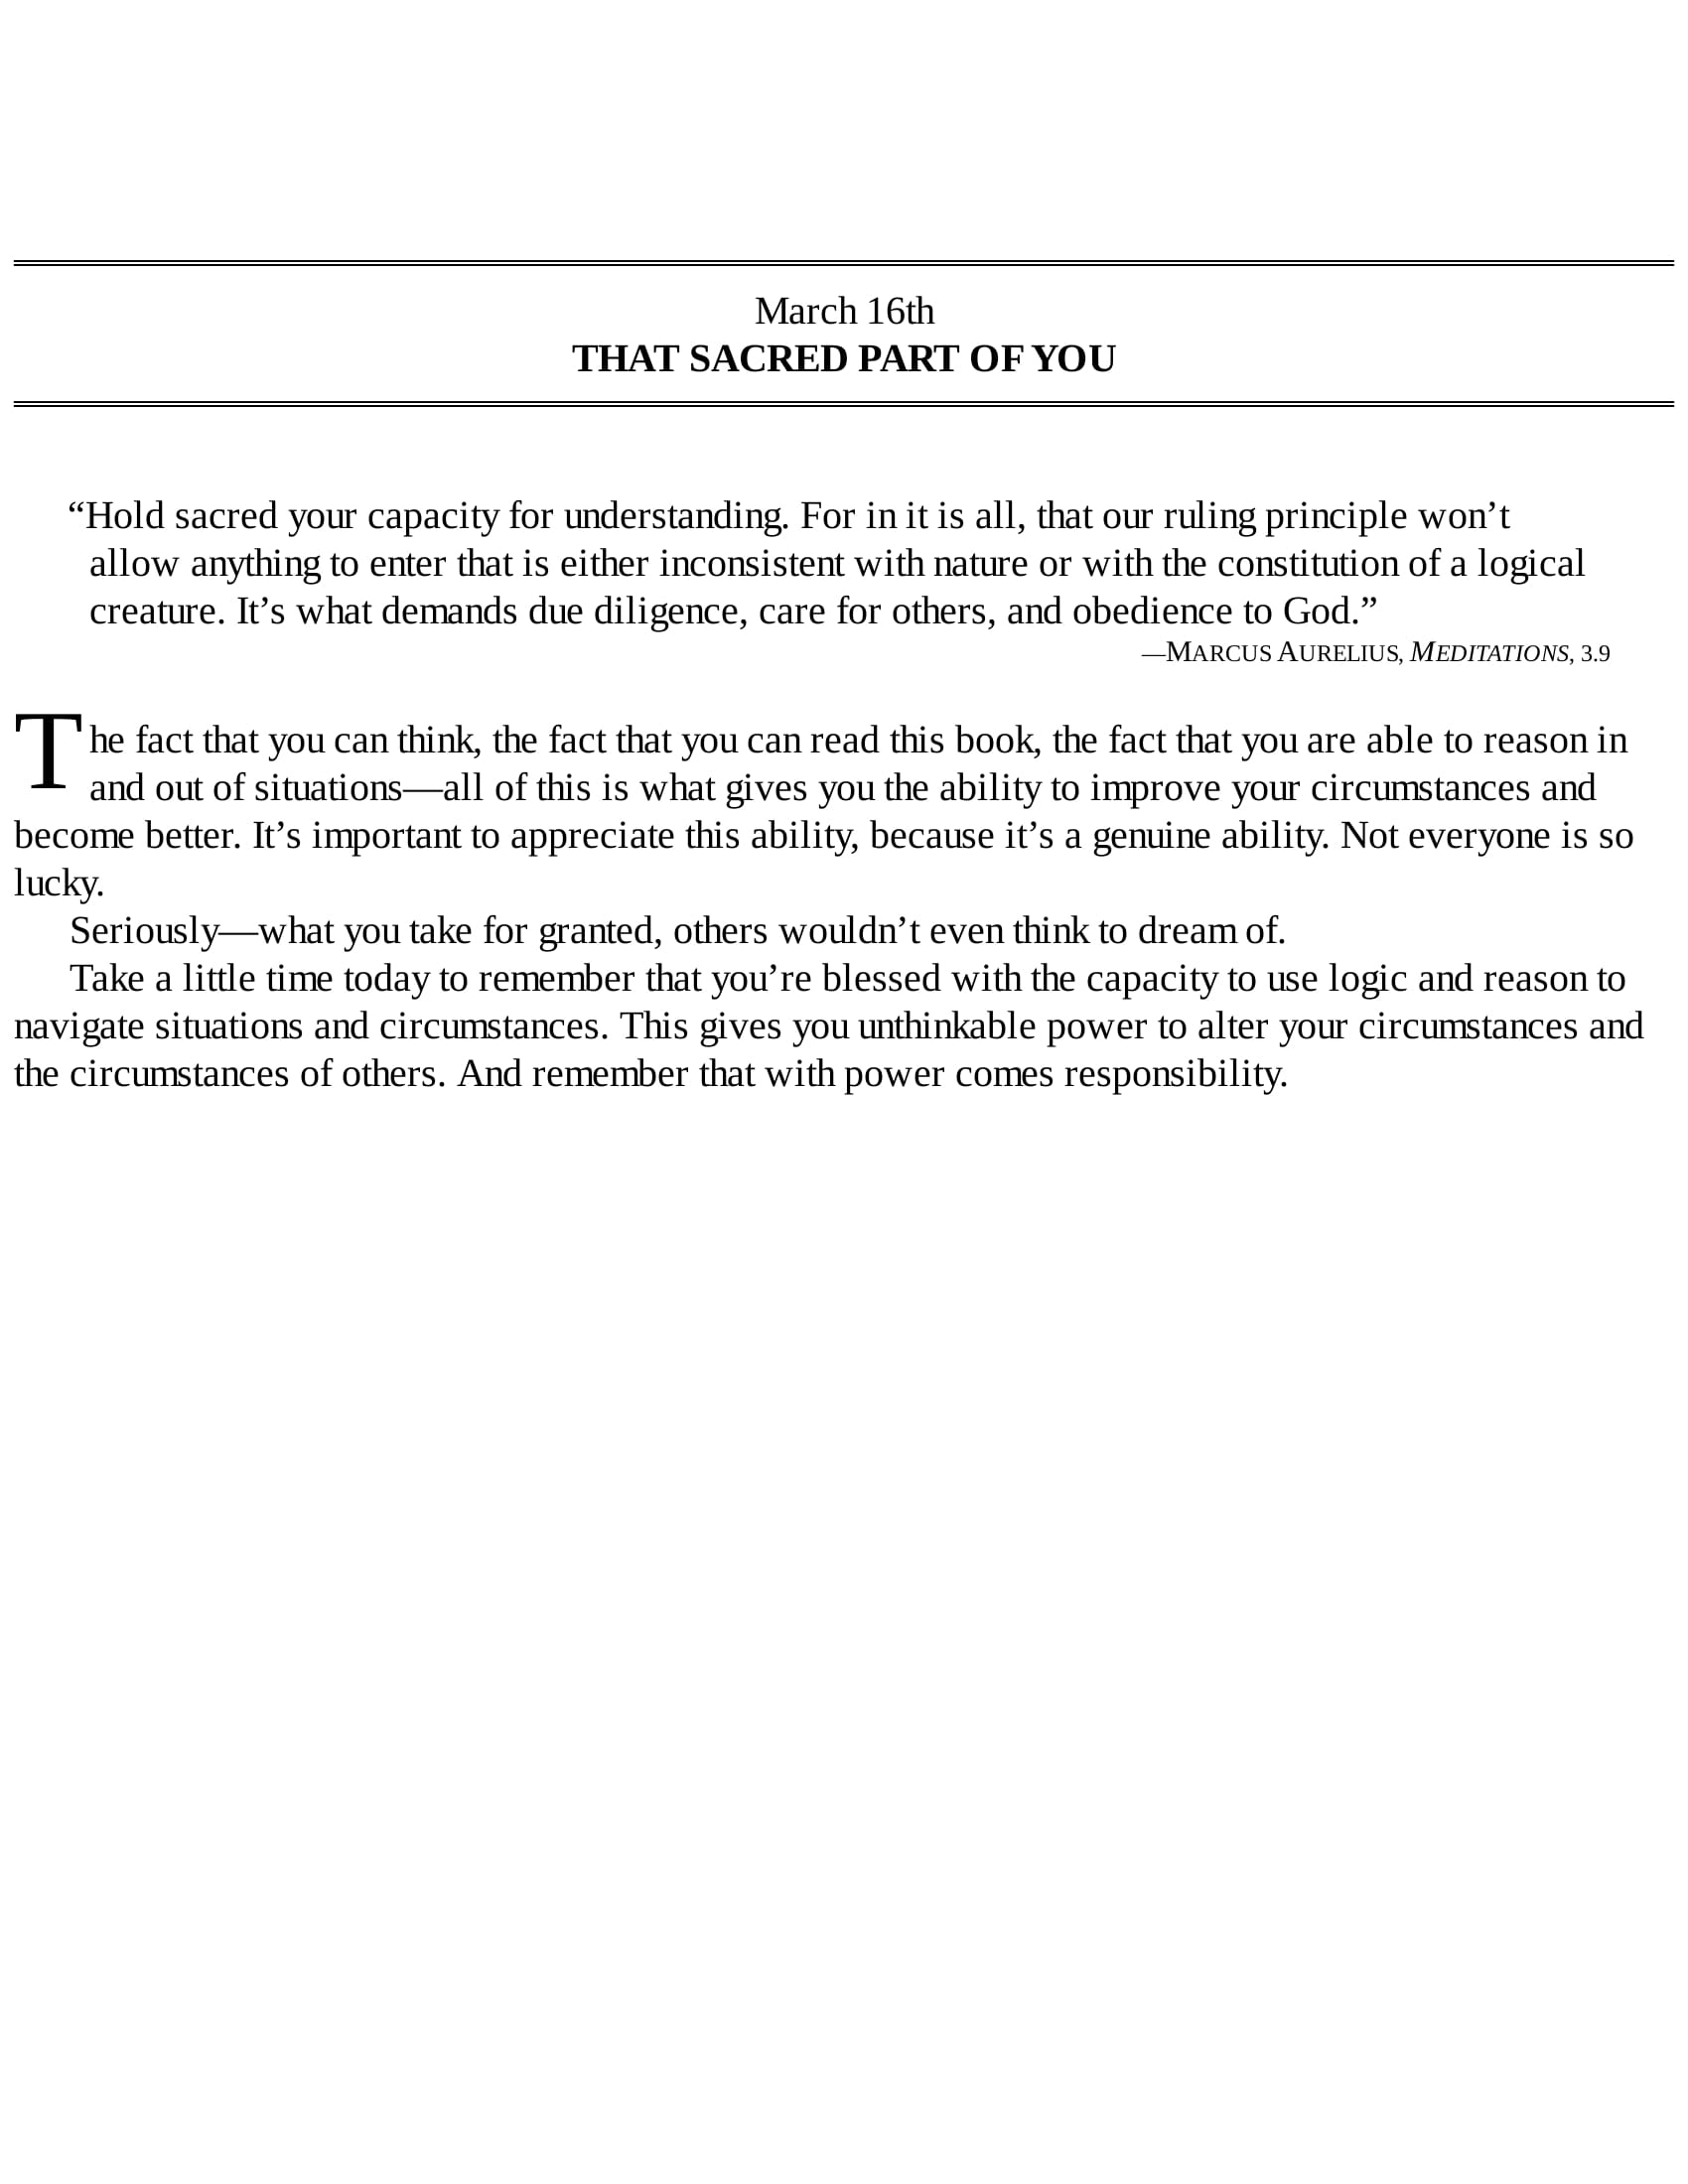 March 16th
THAT SACRED PART OF YOU
“Hold sacred your capacity for understanding. For in it is all, that our ruling principle won’t
allow anything to enter that is either inconsistent with nature or with the constitution of a logical
creature. It’s what demands due diligence, care for others, and obedience to God.”
—MARCUS AURELIUS, MEDITATIONS, 3.9
The fact that you can think, the fact that you can read this book, the fact that you are able to reason in
and out of situations—all of this is what gives you the ability to improve your circumstances and
become better. It’s important to appreciate this ability, because it’s a genuine ability. Not everyone is so
lucky.
Seriously—what you take for granted, others wouldn’t even think to dream of.
Take a little time today to remember that you’re blessed with the capacity to use logic and reason to
navigate situations and circumstances. This gives you unthinkable power to alter your circumstances and
the circumstances of others. And remember that with power comes responsibility.